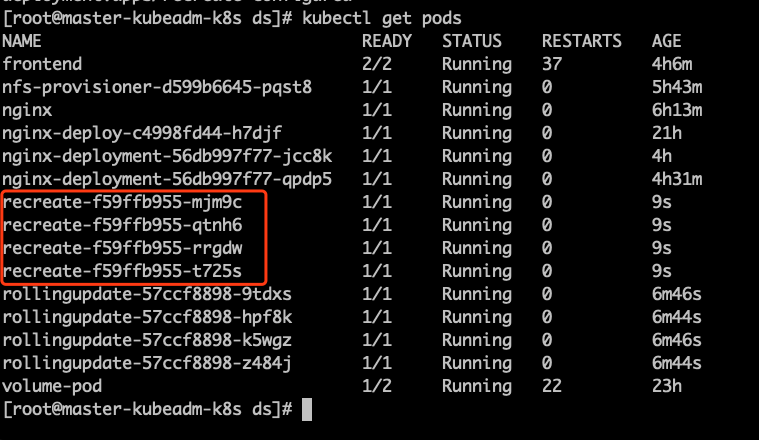 [root@master-kubeadm-k8s ds]# kubectl get pods
NAME READY STATUS RESTARTS AGE
frontend 2/2 Running 37 4h6m
nfs-provisioner-d599b6645-pqst8 1/1 Running 0 5h43m
nginx 1/1 Running 0 6h13m
nginx-deploy-c4998fd44-h7djf 1/1 Running 0 21h
nginx-deployment-56db997f77-jcc8k 1/1 Running 0 4h
nginx-deployment-56db997f77-qpdp5 1/1 Running 0 4h31m
recreate-f59ffb955-mjm9c 1/1 Running 0 9s
recreate-f59ffb955-qtnh6 1/1 Running 0 9s
recreate-f59ffb955-rrgdw 1/1 Running 0 9s
recreate-f59ffb955-t725s 1/1 Running 0 9s
rollingupdate-57ccf8898-9tdxs 1/1 Running 0 6m46s
rollingupdate-57ccf8898-hpf8k 1/1 Running 0 6m44s
rollingupdate-57ccf8898-k5wgz 1/1 Running 0 6m46s
rollingupdate-57ccf8898-z484j 1/1 Running 0 6m44s
volume-pod 1/2 Running 22 23h
[root@master-kubeadm-k8s ds]#